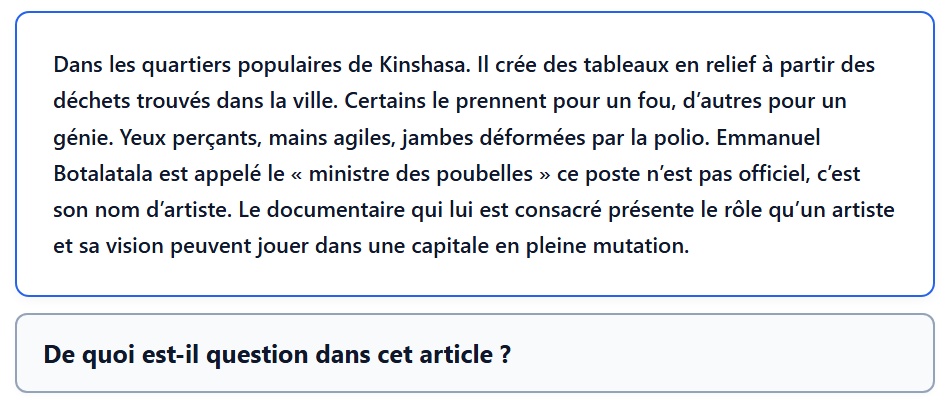 Dans les quartiers populaires de Kinshasa. Il crée des tableaux en relief à partir des
déchets trouvés dans la ville. Certains le prennent pour un fou, d’autres pour un
génie. Yeux perçants, mains agiles, jambes déformées par la polio. Emmanuel
Botalatala est appelé le « ministre des poubelles » ce poste n’est pas officiel, c’est
son nom d’artiste. Le documentaire qui lui est consacré présente le rôle qu’un artiste
et sa vision peuvent jouer dans une capitale en pleine mutation.
De quoi est-il question dans cet article ?